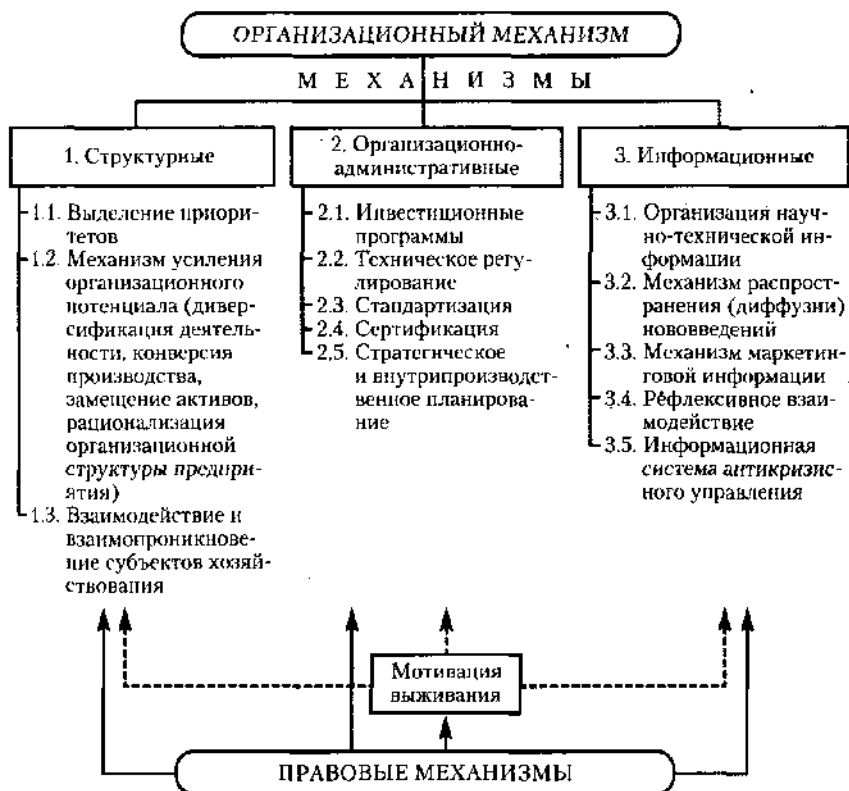 ОРГАНИЗАЦИОННЫЙ МЕХАНИЗМ
М Е Х А Н И З М Ы
1. Структурные
1.1. Выделение приори-
тетов
1.2. Механизм усиления
организационного
потенциала (дивер-
сификация деятель-
ности, конверсия
производства,
замещение активов,
рационализация
организационной
структуры предпри-
ятия)
1.3. Взаимодействие и
взаимопроникнове-
ние субъектов хозяй-
ствования
2. Организационно-
административные
2.1. Инвестиционные
программы
2.2. Техническое регу-
лирование
2.3. Стандартизация
2.4. Сертификация
2.5. Стратегическое
и внутрипроизводст-
венное планирова-
ние
3. Информационные
3.1. Организация науч-
но-технической ин-
формации
3.2. Механизм распрост-
ранения (диффузии)
нововведений
3.3. Механизм маркетин-
говой информации
3.4. Рефлексивное взаи-
модействие
3.5. Информационная
система антикризис-
ного управления
Мотивация
выживания
ПРАВОВЫЕ МЕХАНИЗМЫ